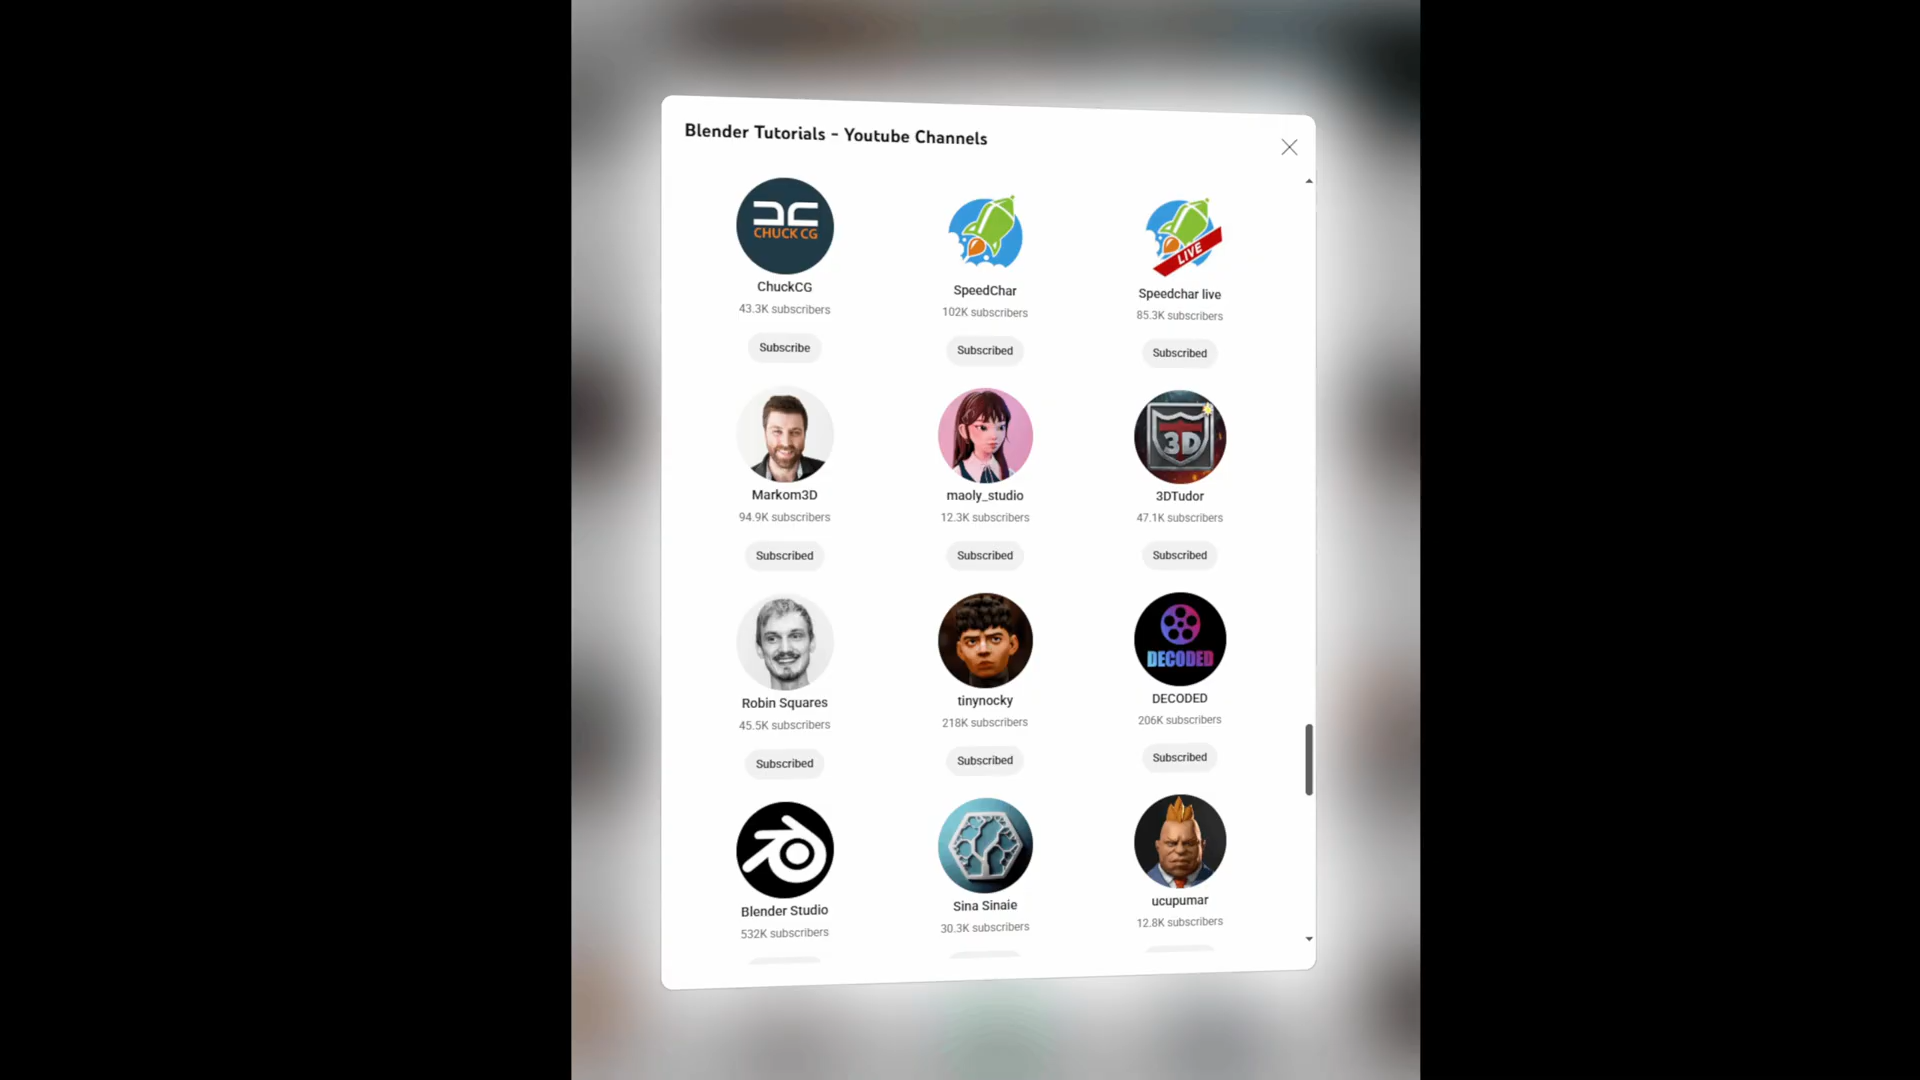 Blender Tutorials - Youtube Channels
CHUCK CG
LIVE
ChuckCG
SpeedChar
Speedchar live
43.3K subscribers
102K subscribers
85.3K subscribers
Subscribe
Subscribed
Subscribed
3D
Markom3D
maoly_studio
3DTudor
94.9K subscribers
12.3K subscribers
47.1K subscribers
Subscribed
Subscribed
Subscribed
DECODED
Robin Squares
tinynocky
DECODED
45.5K subscribers
218K subscribers
206K subscribers
Subscribed
Subscribed
Subscribed
Blender Studio
Sina Sinaie
ucupumar
532K subscribers
30.3K subscribers
12.8K subscribers